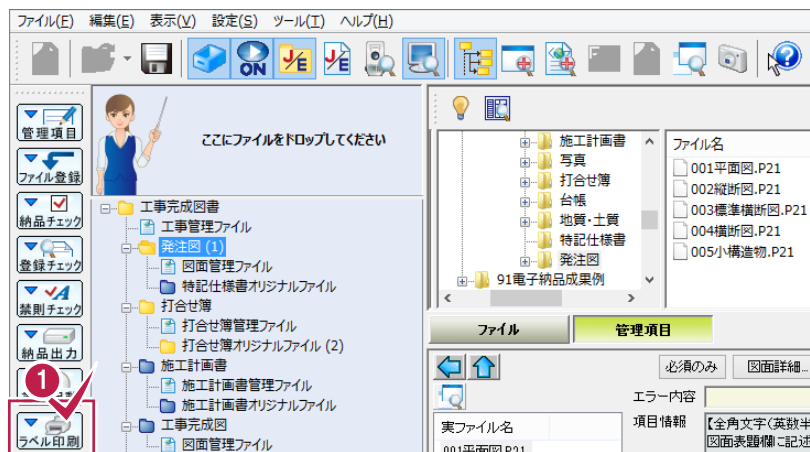 ファイル(F) 編集(E) 表示(V) 設定(S) ツール(T) ヘルプ(H)
ON
J/E
J/E
管理項目
ファイル登録
納品チェック
登録チェック
禁則チェック
納品出力
1
ラベル印刷
ここにファイルをドロップしてください
工事完成図書
工事管理ファイル
発注図 (1)
図面管理ファイル
特記仕様書オリジナルファイル
打合せ簿
打合せ簿管理ファイル
打合せ簿オリジナルファイル (2)
施工計画書
施工計画書管理ファイル
施工計画書オリジナルファイル
工事完成図
図面管理ファイル
施工計画書
写真
打合せ簿
台帳
地質・土質
特記仕様書
発注図
91電子納品成果例
ファイル名
001平面図.P21
002縦断図.P21
003標準横断図.P21
004横断図.P21
005小構造物.P21
ファイル 管理項目
必須のみ 図面詳細...
エラー内容
項目情報 【全角文字(英数半
図面表題欄に記述
実ファイル名
001平面図.P21